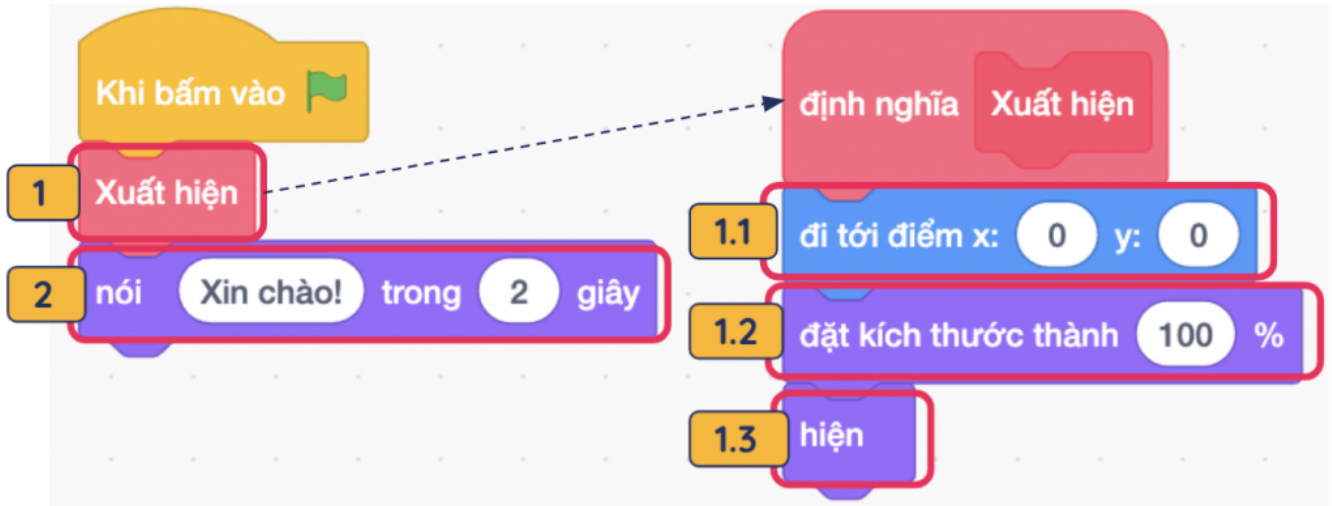 Khi bấm vào
1 Xuất hiện
2 nói Xin chào! trong 2 giây
định nghĩa Xuất hiện
1.1 đi tới điểm x: 0 y: 0
1.2 đặt kích thước thành 100 %
1.3 hiện